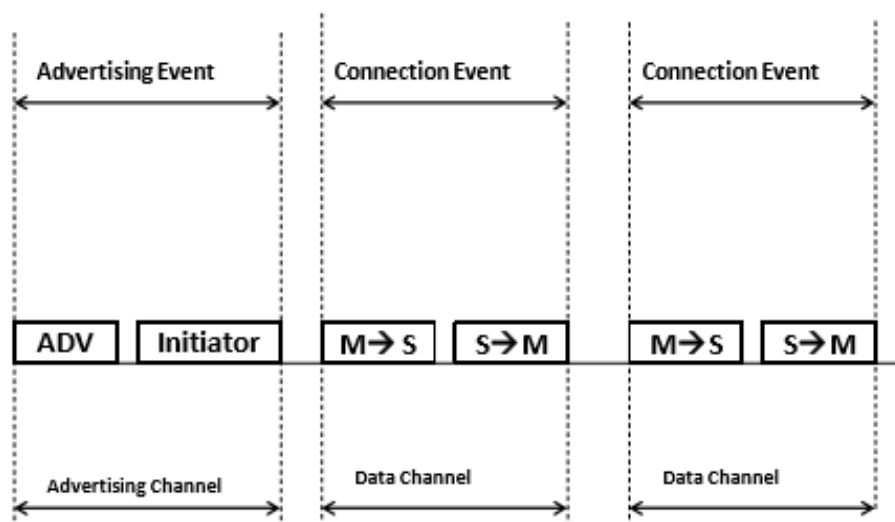 Advertising Event
Connection Event
Connection Event
ADV
Initiator
M→S
S→M
M→S
S→M
Advertising Channel
Data Channel
Data Channel